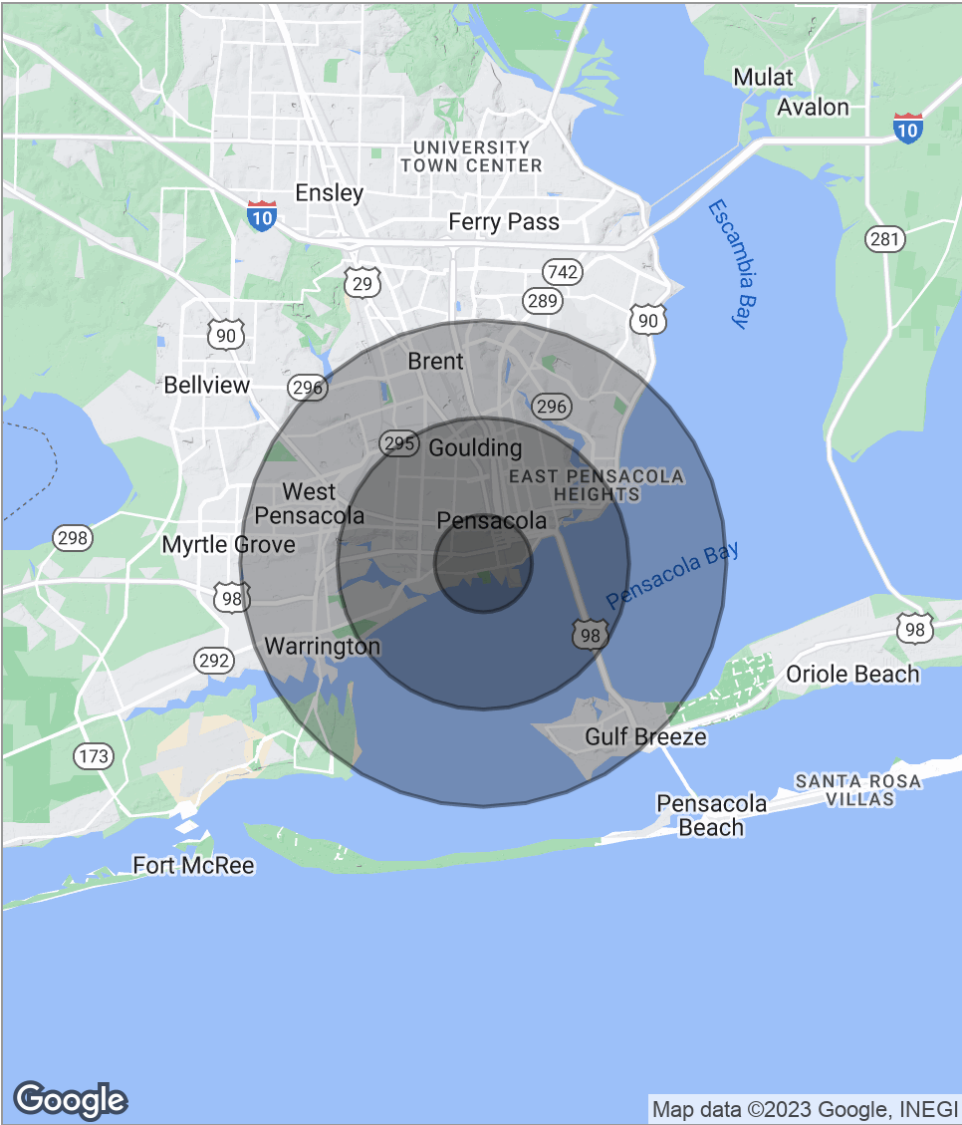 Mulat
Avalon
10
UNIVERSITY
TOWN CENTER
Ensley
10
Ferry Pass
Escambia Bay
281
742
29
289
90
90
Brent
Bellview
296
296
295
Goulding
EAST PENSACOLA
HEIGHTS
West
Pensacola
Pensacola
298
Myrtle Grove
Pensacola Bay
98
98
98
Warrington
292
Oriole Beach
Gulf Breeze
173
SANTA ROSA
VILLAS
Pensacola
Beach
Fort McRee
Google
Map data ©2023 Google, INEGI